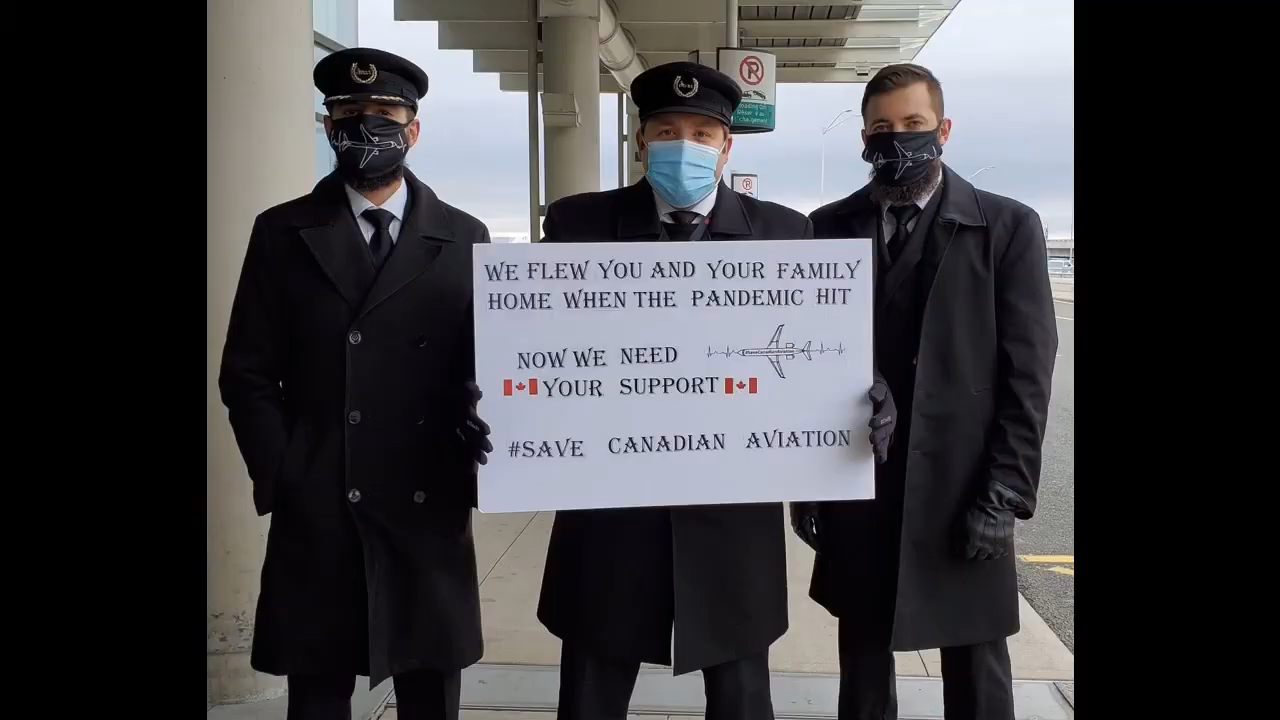 WE FLEW YOU AND YOUR FAMILY
HOME WHEN THE PANDEMIC HIT
NOW WE NEED
#SaveCanadianAviation
YOUR SUPPORT
#SAVE CANADIAN AVIATION